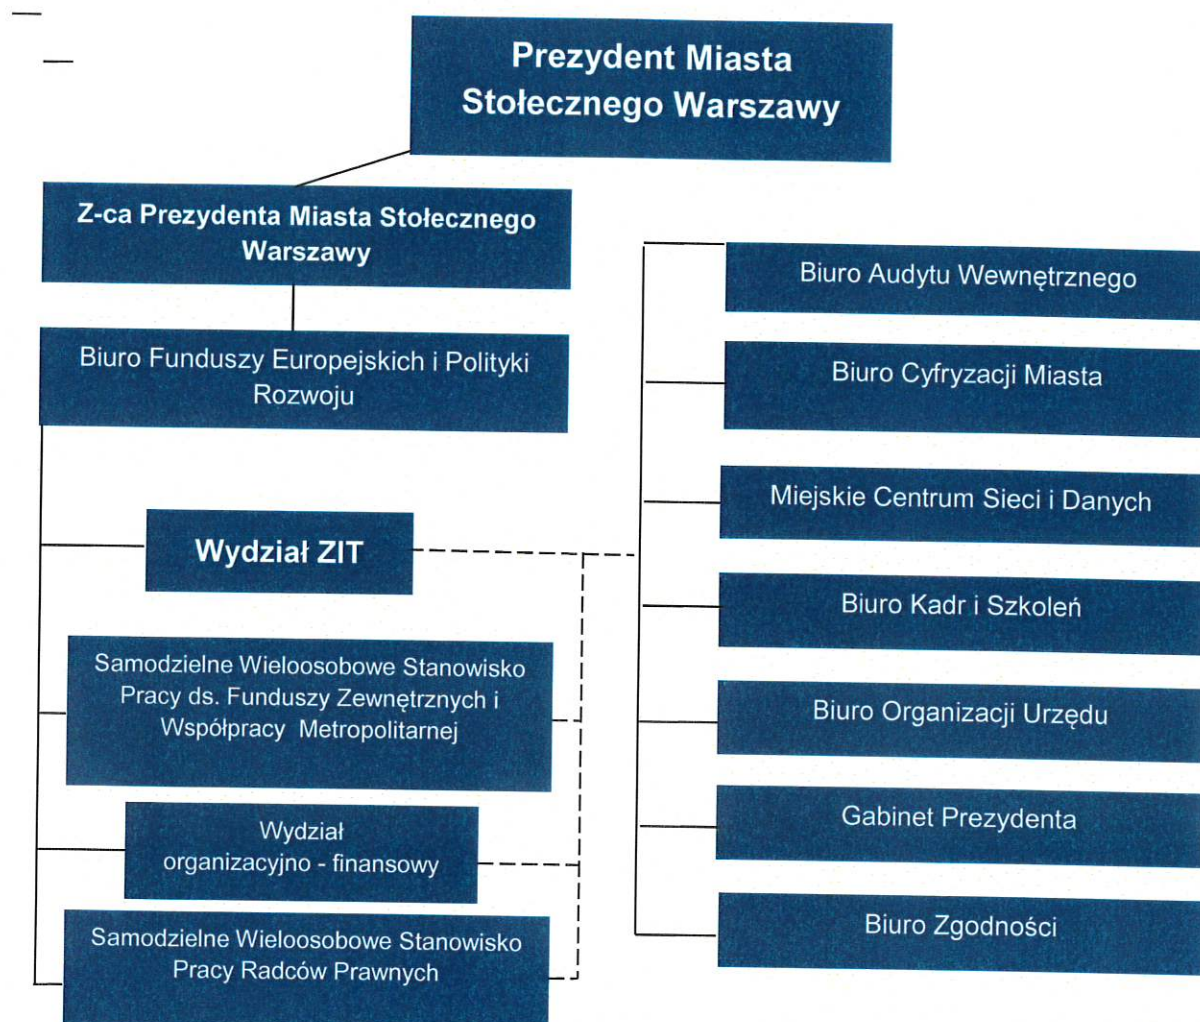 Prezydent Miasta
Stołecznego Warszawy
Z-ca Prezydenta Miasta Stołecznego
Warszawy
Biuro Funduszy Europejskich i Polityki
Rozwoju
Wydział ZIT
Samodzielne Wieloosobowe Stanowisko
Pracy ds. Funduszy Zewnętrznych i
Współpracy Metropolitarnej
Wydział
organizacyjno - finansowy
Samodzielne Wieloosobowe Stanowisko
Pracy Radców Prawnych
Biuro Audytu Wewnętrznego
Biuro Cyfryzacji Miasta
Miejskie Centrum Sieci i Danych
Biuro Kadr i Szkoleń
Biuro Organizacji Urzędu
Gabinet Prezydenta
Biuro Zgodności